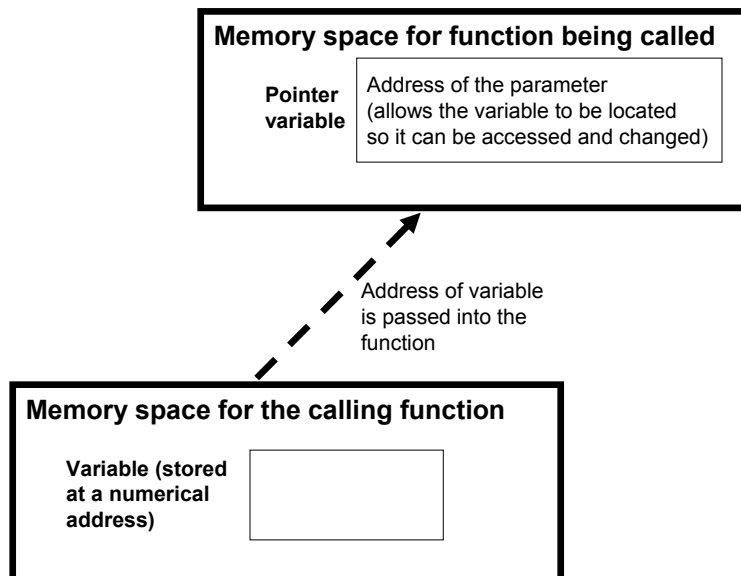 Memory space for function being called
Pointer
variable
Address of the parameter
(allows the variable to be located
so it can be accessed and changed)
Address of variable
is passed into the
function
Memory space for the calling function
Variable (stored
at a numerical
address)